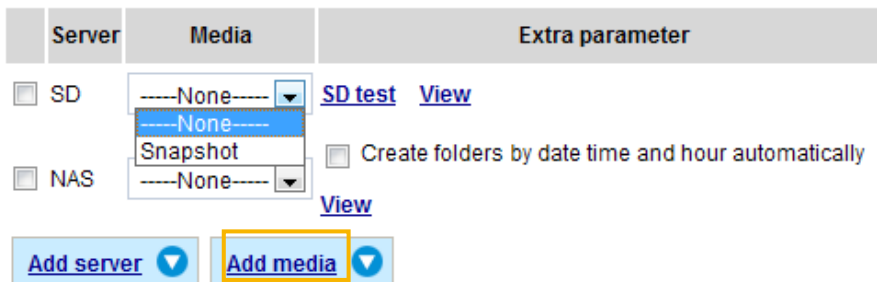 Server Media Extra parameter
SD -----None----- SD test View
-----None-----
Snapshot
Create folders by date time and hour automatically
NAS -----None-----
View
Add server Add media